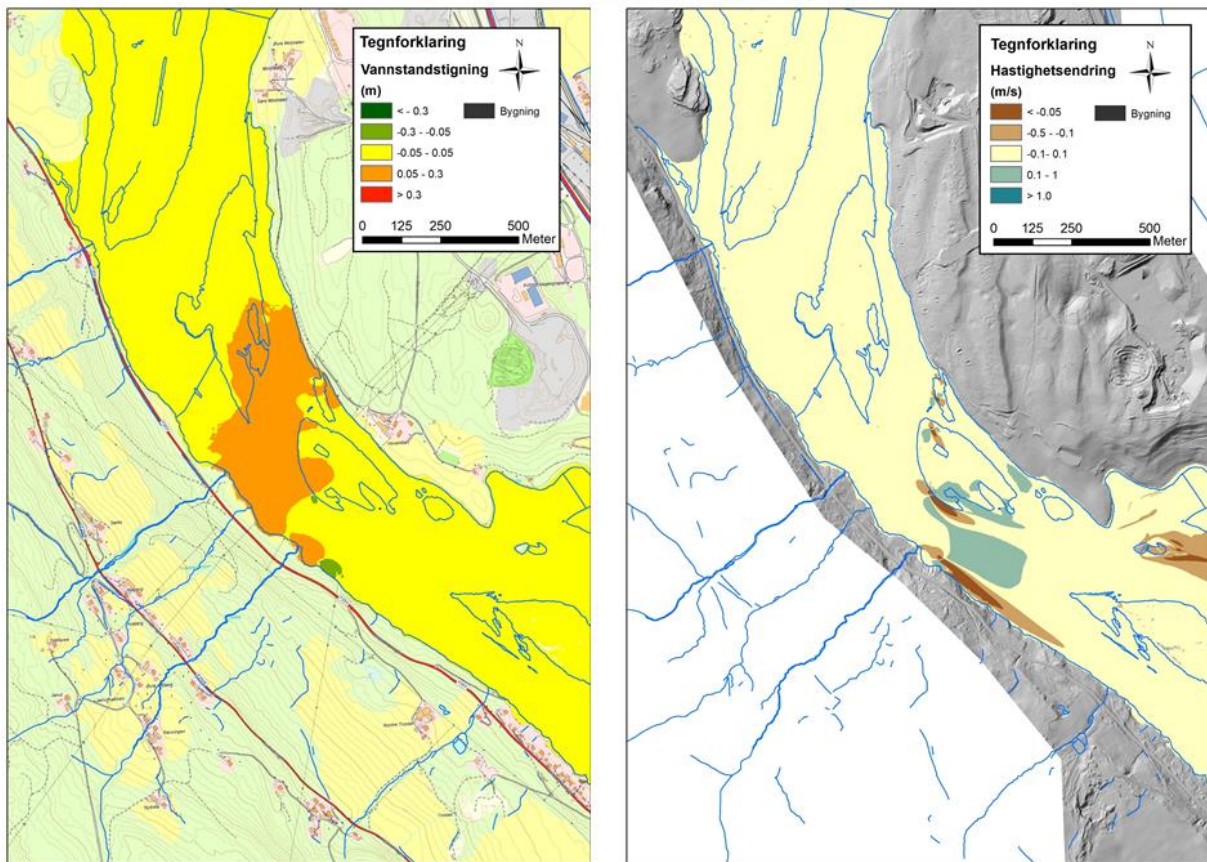 Tegnforklaring
Vannstandstigning
(m)
N
< - 0.3
Bygning
-0.3 - -0.05
-0.05 - 0.05
0.05 - 0.3
> 0.3
0 125 250 500
Meter
Tegnforklaring
Hastighetsendring
(m/s)
N
< -0.05
Bygning
-0.5 - -0.1
-0.1- 0.1
0.1 - 1
> 1.0
0 125 250 500
Meter